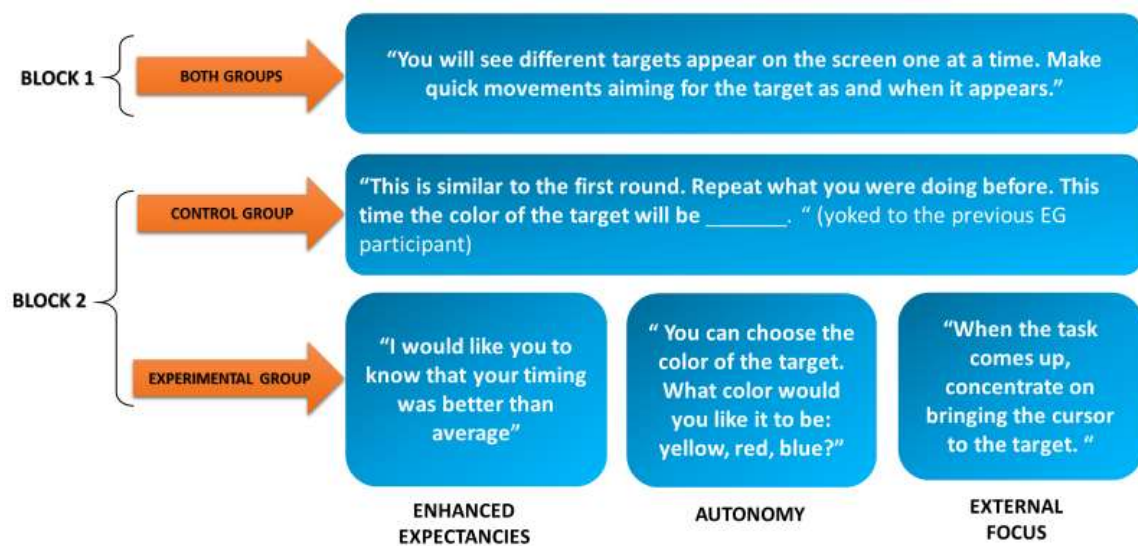 BLOCK 1
BOTH GROUPS
“You will see different targets appear on the screen one at a time. Make
quick movements aiming for the target as and when it appears.”
BLOCK 2
CONTROL GROUP
“This is similar to the first round. Repeat what you were doing before. This
time the color of the target will be _______. “ (yoked to the previous EG
participant)
EXPERIMENTAL GROUP
“I would like you to
know that your timing
was better than
average”
“ You can choose the
color of the target.
What color would
you like it to be:
yellow, red, blue?”
“When the task
comes up,
concentrate on
bringing the cursor
to the target. “
ENHANCED
EXPECTANCIES
AUTONOMY
EXTERNAL
FOCUS